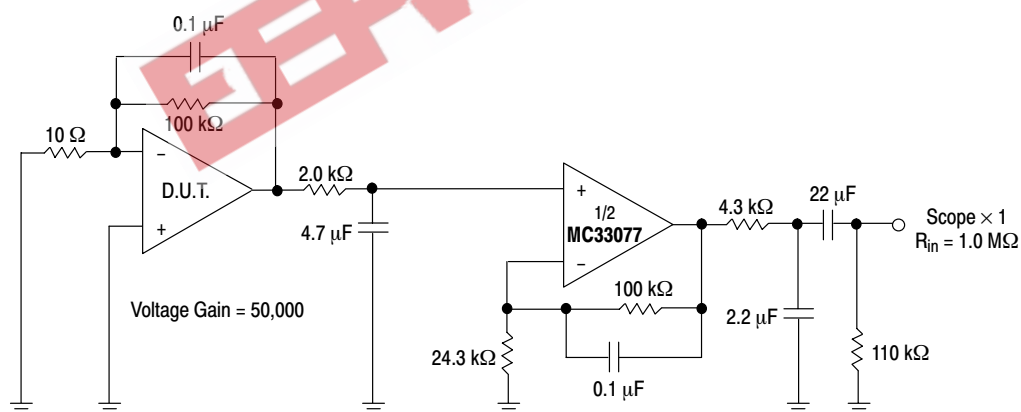 0.1 µF
100 kΩ
10 Ω
D.U.T.
2.0 kΩ
4.7 µF
Voltage Gain = 50,000
1/2
MC33077
100 kΩ
24.3 kΩ
0.1 µF
4.3 kΩ
22 µF
Scope × 1
Rin = 1.0 MΩ
2.2 µF
110 kΩ